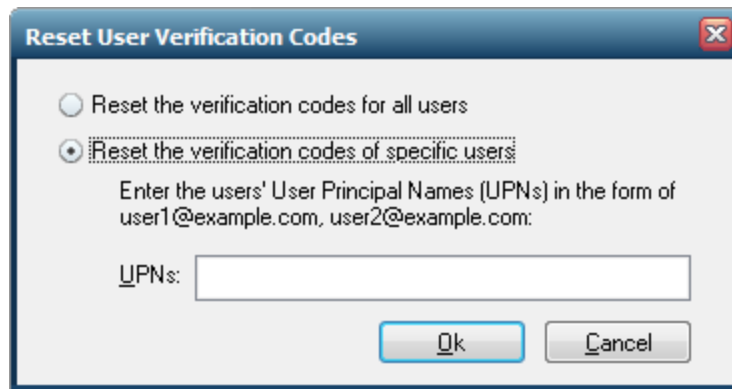 Reset User Verification Codes
Reset the verification codes for all users
Reset the verification codes of specific users
Enter the users' User Principal Names (UPNs) in the form of
user1@example.com, user2@example.com:
UPNs:
Ok Cancel